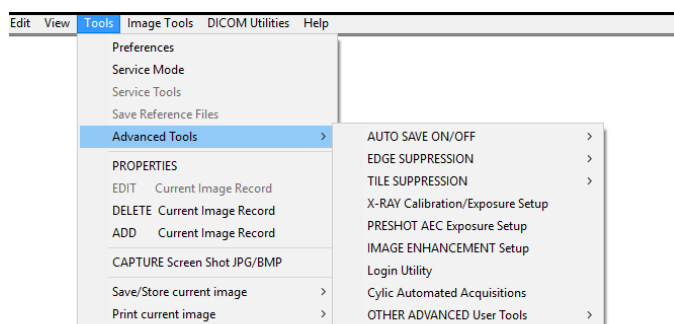 Edit View Tools Image Tools DICOM Utilities Help
Preferences
Service Mode
Service Tools
Save Reference Files
Advanced Tools
PROPERTIES
EDIT Current Image Record
DELETE Current Image Record
ADD Current Image Record
CAPTURE Screen Shot JPG/BMP
Save/Store current image
Print current image
AUTO SAVE ON/OFF
EDGE SUPPRESSION
TILE SUPPRESSION
X-RAY Calibration/Exposure Setup
PRESHOT AEC Exposure Setup
IMAGE ENHANCEMENT Setup
Login Utility
Cylic Automated Acquisitions
OTHER ADVANCED User Tools